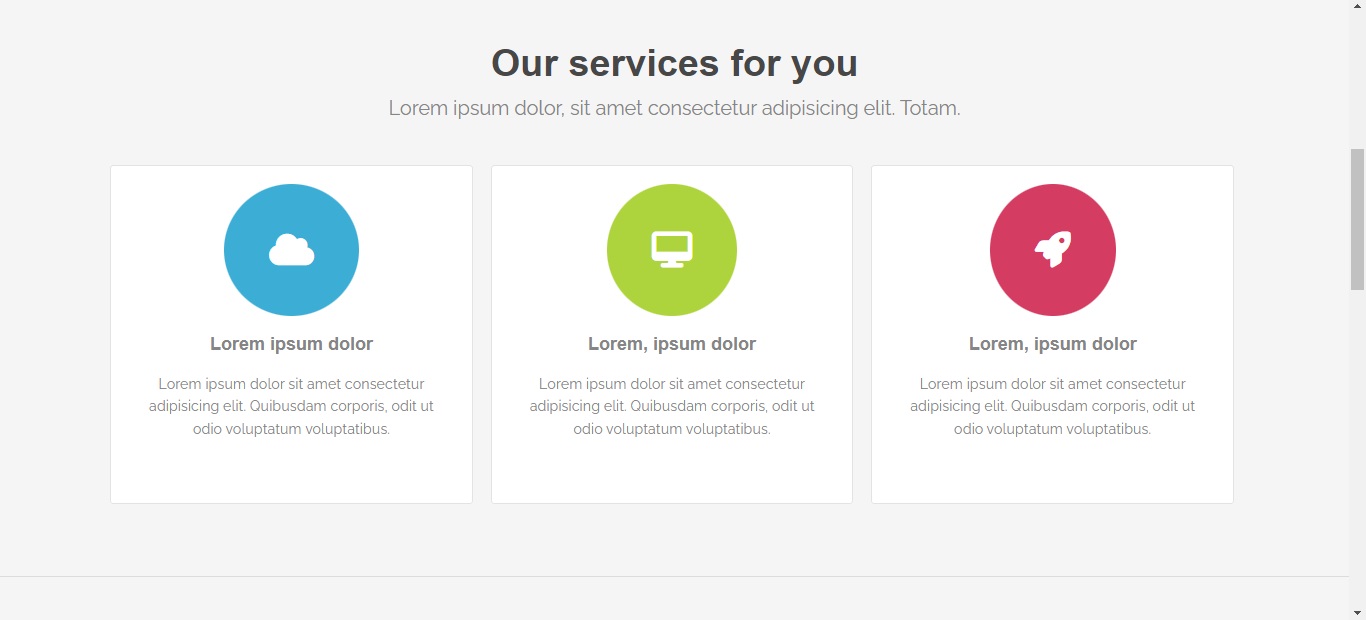 Our services for you
Lorem ipsum dolor, sit amet consectetur adipisicing elit. Totam.
Lorem ipsum dolor
Lorem ipsum dolor sit amet consectetur
adipisicing elit. Quibusdam corporis, odit ut
odio voluptatum voluptatibus.
Lorem, ipsum dolor
Lorem ipsum dolor sit amet consectetur
adipisicing elit. Quibusdam corporis, odit ut
odio voluptatum voluptatibus.
Lorem, ipsum dolor
Lorem ipsum dolor sit amet consectetur
adipisicing elit. Quibusdam corporis, odit ut
odio voluptatum voluptatibus.